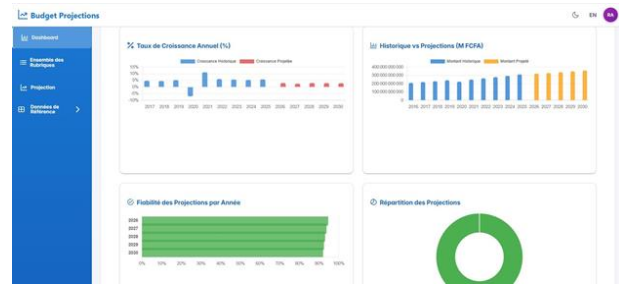 Budget Projections
EN
RA
Dashboard
Ensemble des
Rubriques
Projection
Données de
Référence
Taux de Croissance Annuel (%)
Croissance Historique Croissance Projetée
15%
10%
5%
0%
-5%
-10%
2017 2018 2019 2020 2021 2022 2023 2024 2025 2026 2027 2028 2029 2030
Historique vs Projections (M FCFA)
Montant Historique Montant Projeté
400 000 000 000
300 000 000 000
200 000 000 000
100 000 000 000
0
2016 2017 2018 2019 2020 2021 2022 2023 2024 2025 2026 2027 2028 2029 2030
Fiabilité des Projections par Année
2026
2027
2028
2029
2030
0% 10% 20% 30% 40% 50% 60% 70% 80% 90% 100%
Répartition des Projections